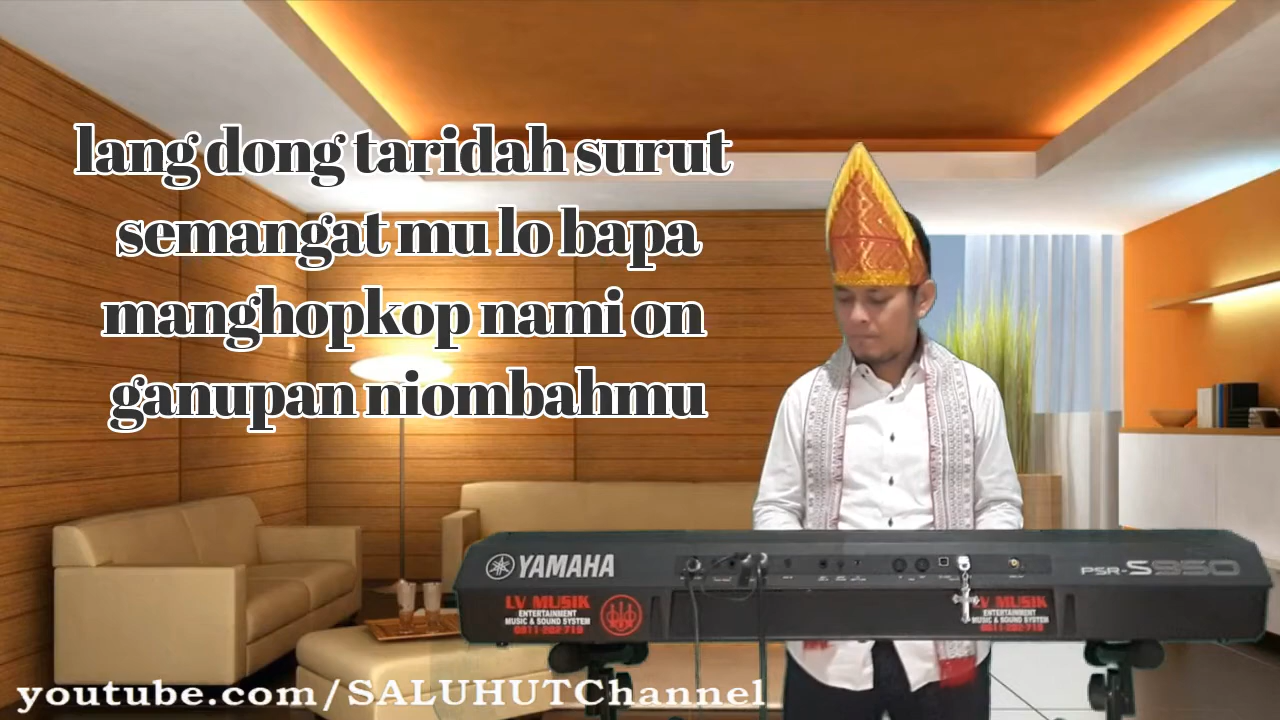 lang dong taridah surut
semangat mu lo bapa
manghopkop nami on
ganupan niombahmu
YAMAHA
PSR-S950
LV MUSIK
ENTERTAINMENT
MUSIC & SOUND SYSTEM
LV MUSIK
ENTERTAINMENT
MUSIC & SOUND SYSTEM
youtube.com/SALUHUTChannel